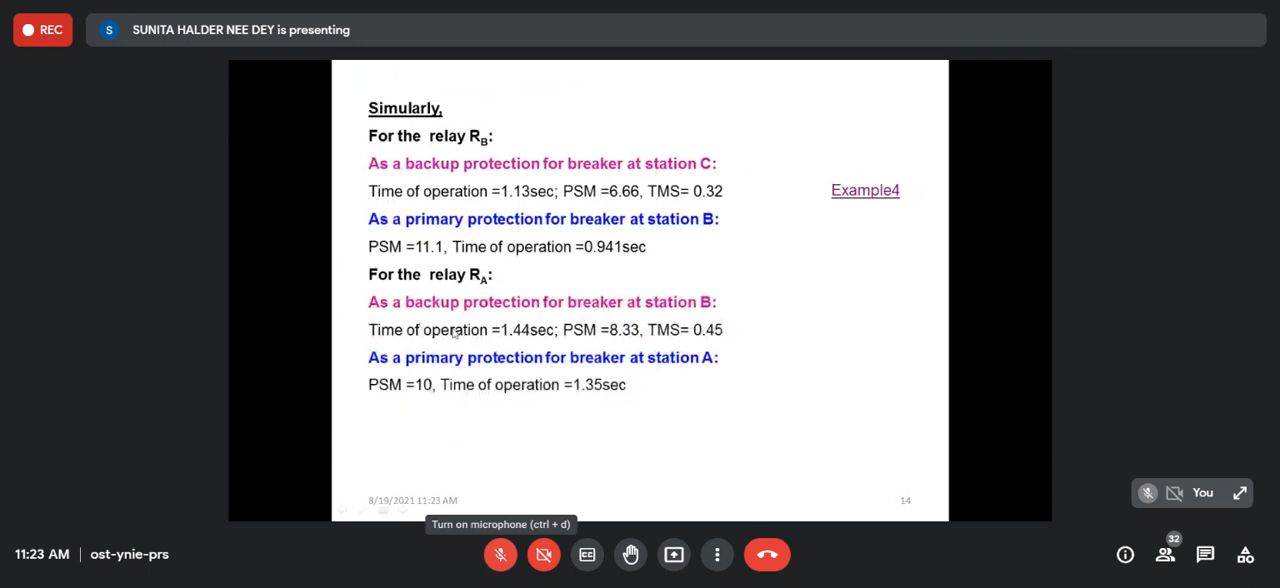 REC
S
SUNITA HALDER NEE DEY is presenting
Simularly,
For the relay RB:
As a backup protection for breaker at station C:
Time of operation =1.13sec; PSM =6.66, TMS= 0.32
Example4
As a primary protection for breaker at station B:
PSM =11.1, Time of operation =0.941sec
For the relay RA:
As a backup protection for breaker at station B:
Time of operation =1.44sec; PSM =8.33, TMS= 0.45
As a primary protection for breaker at station A:
PSM =10, Time of operation =1.35sec
You
8/19/2021 11:23 AM
14
Turn on microphone (ctrl + d)
32
11:23 AM | ost-ynie-prs